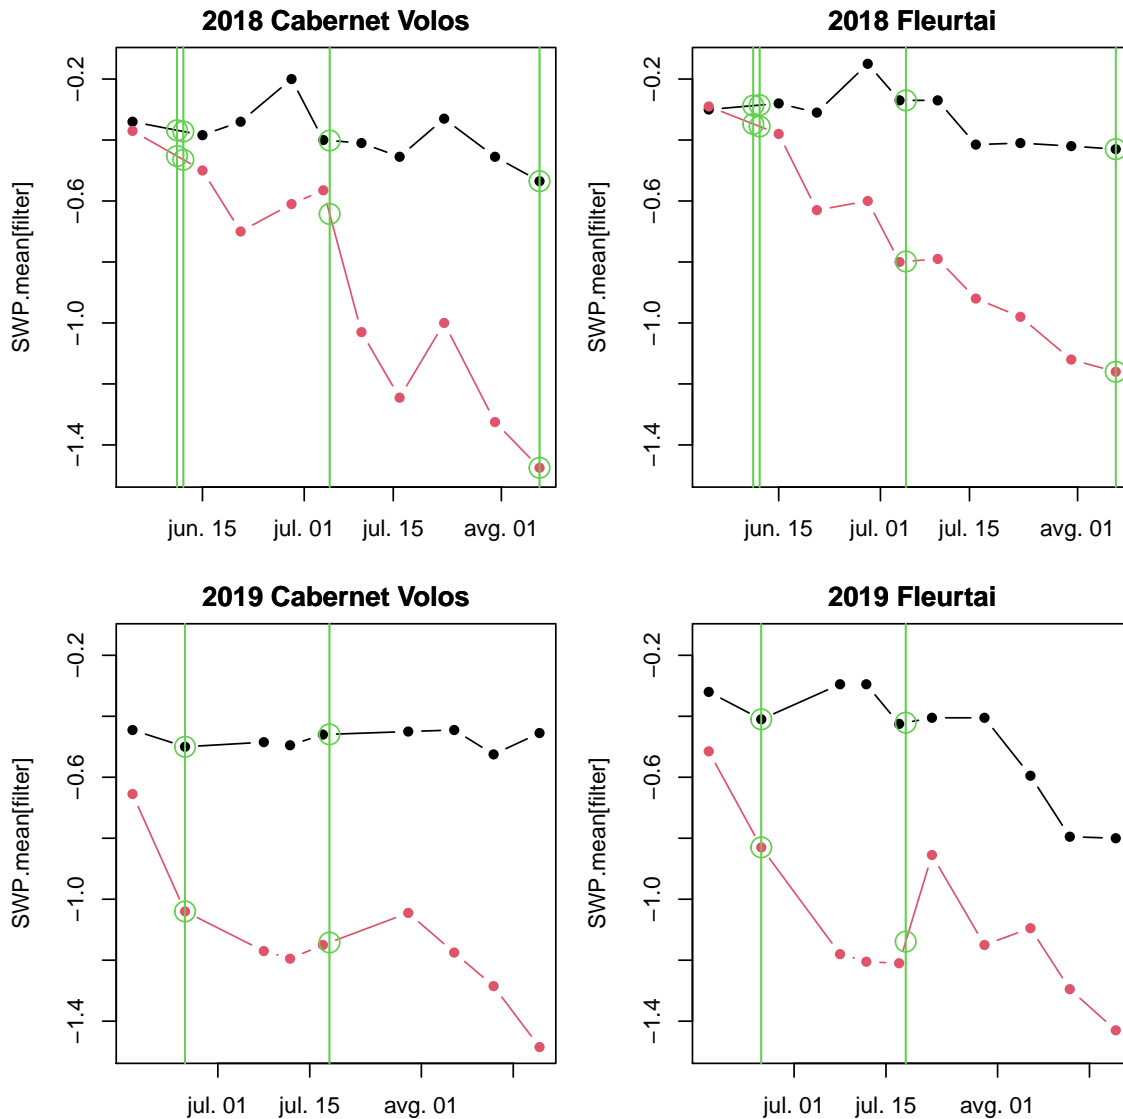 2018 Cabernet Volos
SWP.mean[filter]
−0.2
−0.6
−1.0
−1.4
jun. 15 jul. 01 jul. 15 avg. 01
2018 Fleurtai
SWP.mean[filter]
−0.2
−0.6
−1.0
−1.4
jun. 15 jul. 01 jul. 15 avg. 01
2019 Cabernet Volos
SWP.mean[filter]
−0.2
−0.6
−1.0
−1.4
jul. 01 jul. 15 avg. 01
2019 Fleurtai
SWP.mean[filter]
−0.2
−0.6
−1.0
−1.4
jul. 01 jul. 15 avg. 01